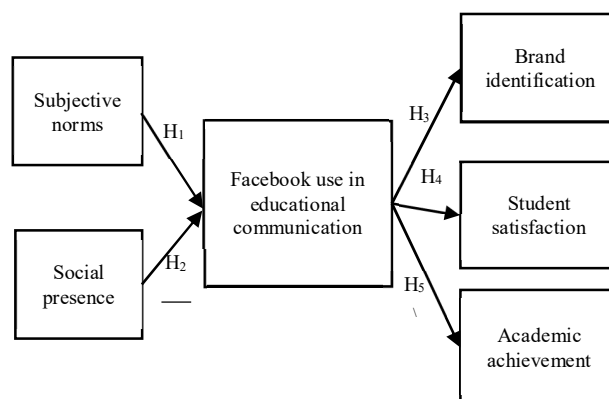 Subjective
norms
Social
presence
H1
H2
Facebook use in
educational
communication
H3
H4
H5
Brand
identification
Student
satisfaction
Academic
achievement